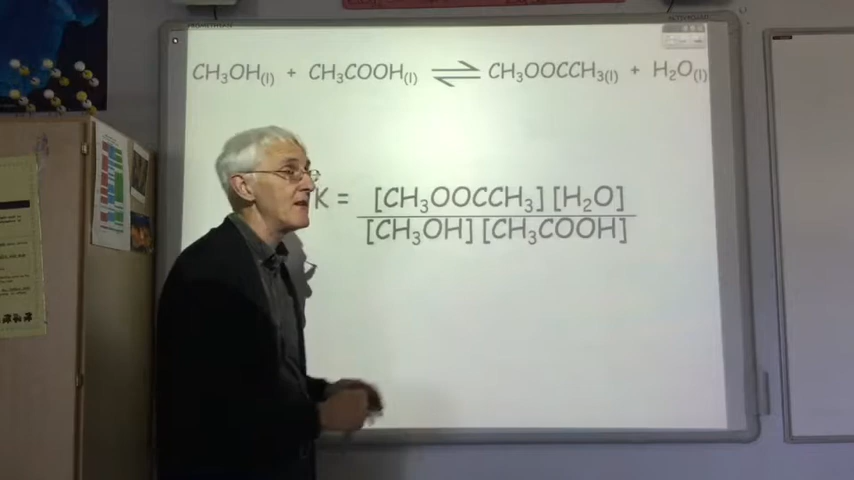 CH₃OH₍l₎ + CH₃COOH₍l₎ ⇌ CH₃OOCCH₃₍l₎ + H₂O₍l₎
K = [CH₃OOCCH₃] [H₂O]
[CH₃OH] [CH₃COOH]